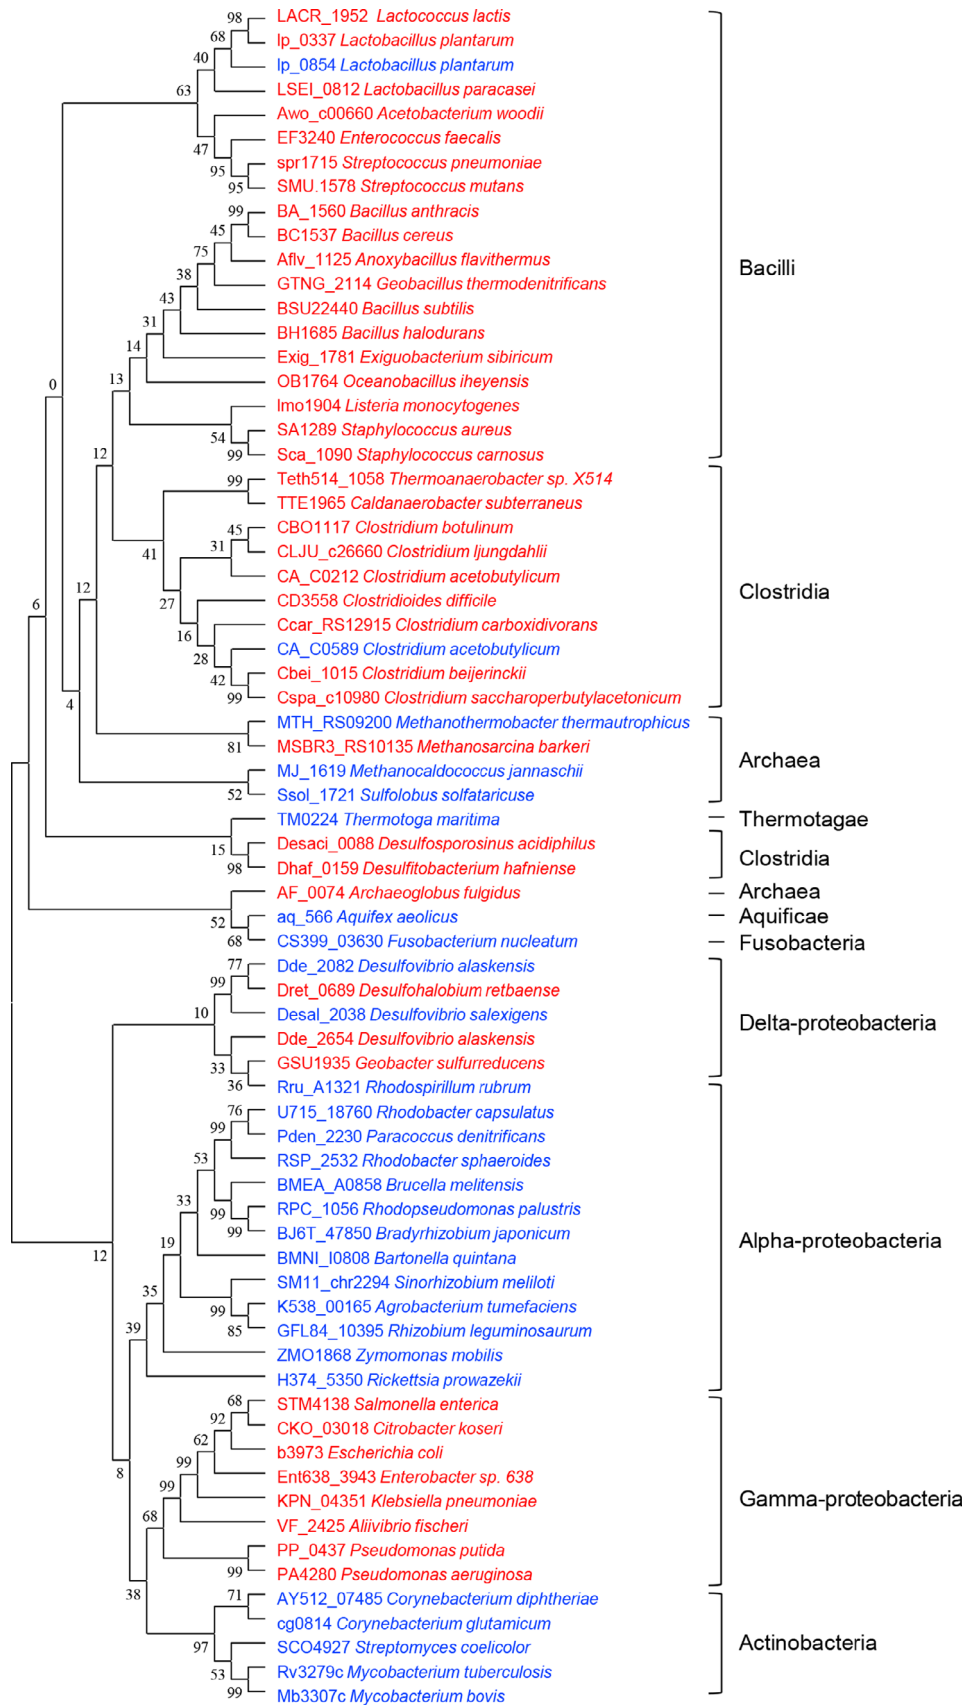 LACR_1952 Lactococcus lactis
lp_0337 Lactobacillus plantarum
lp_0854 Lactobacillus plantarum
LSEI_0812 Lactobacillus paracasei
Awo_c00660 Acetobacterium woodii
EF3240 Enterococcus faecalis
spr1715 Streptococcus pneumoniae
SMU.1578 Streptococcus mutans
BA_1560 Bacillus anthracis
BC1537 Bacillus cereus
Aflv_1125 Anoxybacillus flavithermus
GTNG_2114 Geobacillus thermodenitrificans
BSU22440 Bacillus subtilis
BH1685 Bacillus halodurans
Exig_1781 Exiguobacterium sibiricum
OB1764 Oceanobacillus iheyensis
lmo1904 Listeria monocytogenes
SA1289 Staphylococcus aureus
Sca_1090 Staphylococcus carnosus
Teth514_1058 Thermoanaerobacter sp. X514
TTE1965 Caldanaerobacter subterraneus
CBO1117 Clostridium botulinum
CLJU_c26660 Clostridium ljungdahlii
CA_C0212 Clostridium acetobutylicum
CD3558 Clostridioides difficile
Ccar_RS12915 Clostridium carboxidivorans
CA_C0589 Clostridium acetobutylicum
Cbei_1015 Clostridium beijerinckii
Cspa_c10980 Clostridium saccharoperbutylacetonicum
MTH_RS09200 Methanothermobacter thermautrophicus
MSBR3_RS10135 Methanosarcina barkeri
MJ_1619 Methanocaldococcus jannaschii
Ssol_1721 Sulfolobus solfataricuse
TM0224 Thermotoga maritima
Desaci_0088 Desulfosporosinus acidiphilus
Dhaf_0159 Desulfitobacterium hafniense
AF_0074 Archaeoglobus fulgidus
aq_566 Aquifex aeolicus
CS399_03630 Fusobacterium nucleatum
Dde_2082 Desulfovibrio alaskensis
Dret_0689 Desulfohalobium retbaense
Desal_2038 Desulfovibrio salexigens
Dde_2654 Desulfovibrio alaskensis
GSU1935 Geobacter sulfurreducens
Rru_A1321 Rhodospirillum rubrum
U715_18760 Rhodobacter capsulatus
Pden_2230 Paracoccus denitrificans
RSP_2532 Rhodobacter sphaeroides
BMEA_A0858 Brucella melitensis
RPC_1056 Rhodopseudomonas palustris
BJ6T_47850 Bradyrhizobium japonicum
BMNI_I0808 Bartonella quintana
SM11_chr2294 Sinorhizobium meliloti
K538_00165 Agrobacterium tumefaciens
GFL84_10395 Rhizobium leguminosaurum
ZMO1868 Zymomonas mobilis
H374_5350 Rickettsia prowazekii
STM4138 Salmonella enterica
CKO_03018 Citrobacter koseri
b3973 Escherichia coli
Ent638_3943 Enterobacter sp. 638
KPN_04351 Klebsiella pneumoniae
VF_2425 Aliivibrio fischeri
PP_0437 Pseudomonas putida
PA4280 Pseudomonas aeruginosa
AY512_07485 Corynebacterium diphtheriae
cg0814 Corynebacterium glutamicum
SCO4927 Streptomyces coelicolor
Rv3279c Mycobacterium tuberculosis
Mb3307c Mycobacterium bovis
Bacilli
Clostridia
Archaea
Thermotagae
Clostridia
Archaea
Aquificae
Fusobacteria
Delta-proteobacteria
Alpha-proteobacteria
Gamma-proteobacteria
Actinobacteria
98
68
40
63
47
95
95
99
45
75
38
43
31
14
13
0
54
12
99
99
45
41
31
12
27
6
16
28
42
99
4
81
52
15
98
52
68
77
99
10
33
36
76
99
53
33
99
99
19
12
99
35
85
39
68
92
62
8
99
99
68
99
38
71
97
53
99